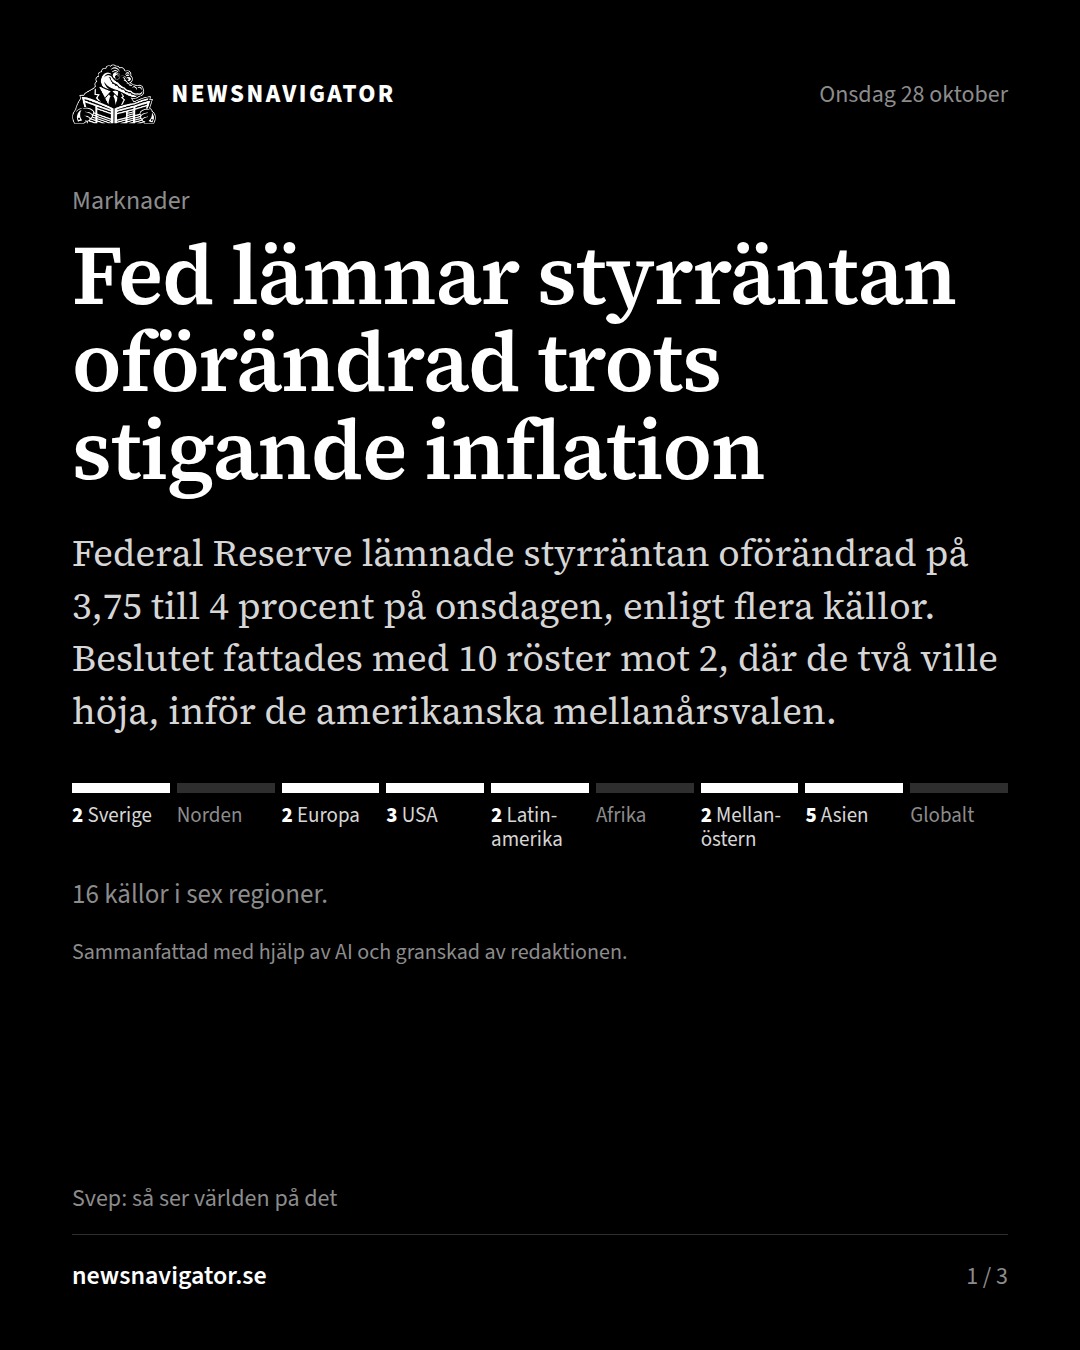 NEWSNAVIGATOR
Onsdag 28 oktober
Marknader
Fed lämnar styrräntan
oförändrad trots
stigande inflation
Federal Reserve lämnade styrräntan oförändrad på
3,75 till 4 procent på onsdagen, enligt flera källor.
Beslutet fattades med 10 röster mot 2, där de två ville
höja, inför de amerikanska mellanårsvalen.
2 Sverige
Norden
2 Europa
3 USA
2 Latin-
amerika
Afrika
2 Mellan-
östern
5 Asien
Globalt
16 källor i sex regioner.
Sammanfattad med hjälp av AI och granskad av redaktionen.
Svep: så ser världen på det
newsnavigator.se
1 / 3